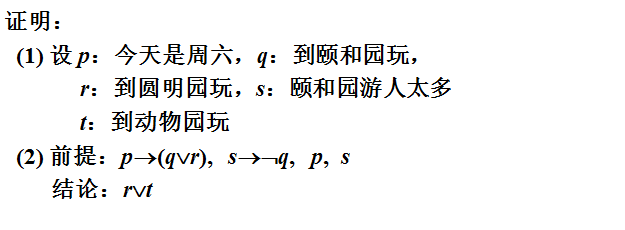 证明：
(1) 设 p：今天是周六，q：到颐和园玩，
r：到圆明园玩，s：颐和园游人太多
t：到动物园玩
(2) 前提：p→(q∨r), s→¬q, p, s
结论：r∨t